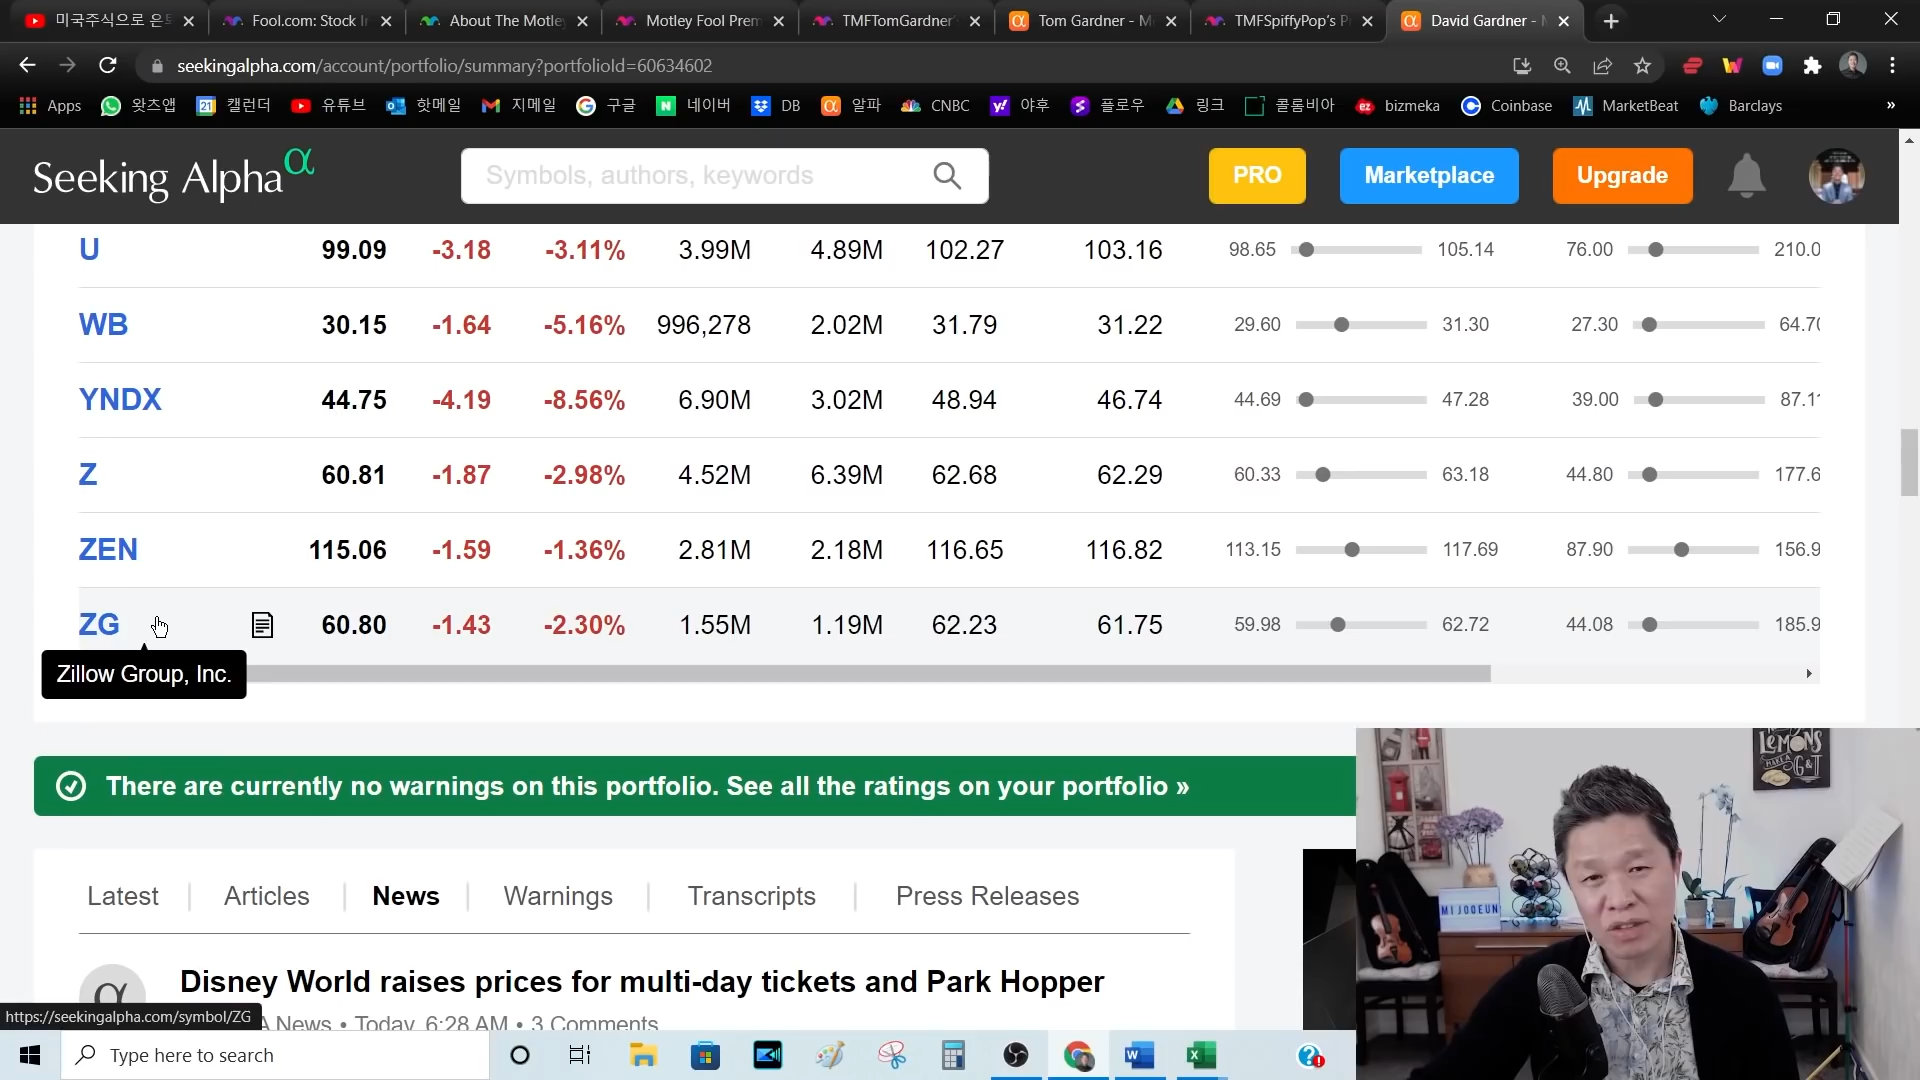 미국주식으로 은
Fool.com: Stock I
About The Motle
Motley Fool Prem
TMFTomGardner'
Tom Gardner - M
TMFSpiffyPop's P
David Gardner -
seekingalpha.com/account/portfolio/summary?portfolioId=60634602
Apps 왓츠앱 캘런더 유튜브 핫메일 지메일 구글 네이버 DB 알파 CNBC 야후 플로우 링크 콜롬비아 bizmeka Coinbase MarketBeat Barclays »
Seeking Alpha α
Symbols, authors, keywords
PRO
Marketplace
Upgrade
U 99.09 -3.18 -3.11% 3.99M 4.89M 102.27 103.16 98.65 105.14 76.00 210.0
WB 30.15 -1.64 -5.16% 996,278 2.02M 31.79 31.22 29.60 31.30 27.30 64.70
YNDX 44.75 -4.19 -8.56% 6.90M 3.02M 48.94 46.74 44.69 47.28 39.00 87.1
Z 60.81 -1.87 -2.98% 4.52M 6.39M 62.68 62.29 60.33 63.18 44.80 177.6
ZEN 115.06 -1.59 -1.36% 2.81M 2.18M 116.65 116.82 113.15 117.69 87.90 156.9
ZG 60.80 -1.43 -2.30% 1.55M 1.19M 62.23 61.75 59.98 62.72 44.08 185.9
Zillow Group, Inc.
There are currently no warnings on this portfolio. See all the ratings on your portfolio »
Latest Articles News Warnings Transcripts Press Releases
Disney World raises prices for multi-day tickets and Park Hopper
A News • Today, 6:28 AM • 3 Comments
https://seekingalpha.com/symbol/ZG
Type here to search
LEMONS
MAKE A
G&T
MIJOOEUN